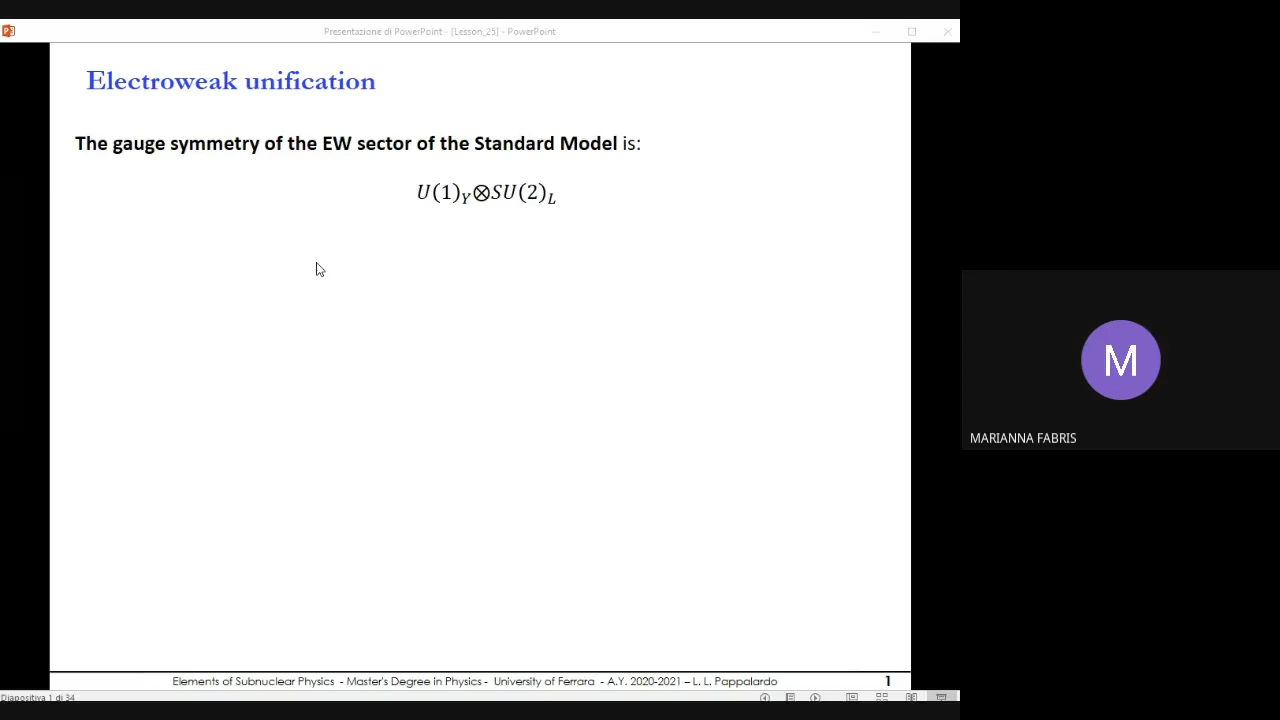 Presentazione di PowerPoint - [Lesson_25] - PowerPoint
Electroweak unification
The gauge symmetry of the EW sector of the Standard Model is:
U(1)_Y⊗SU(2)_L
M
MARIANNA FABRIS
Elements of Subnuclear Physics - Master's Degree in Physics - University of Ferrara - A.Y. 2020-2021 – L. L. Pappalardo
1
Diapositiva 1 di 34